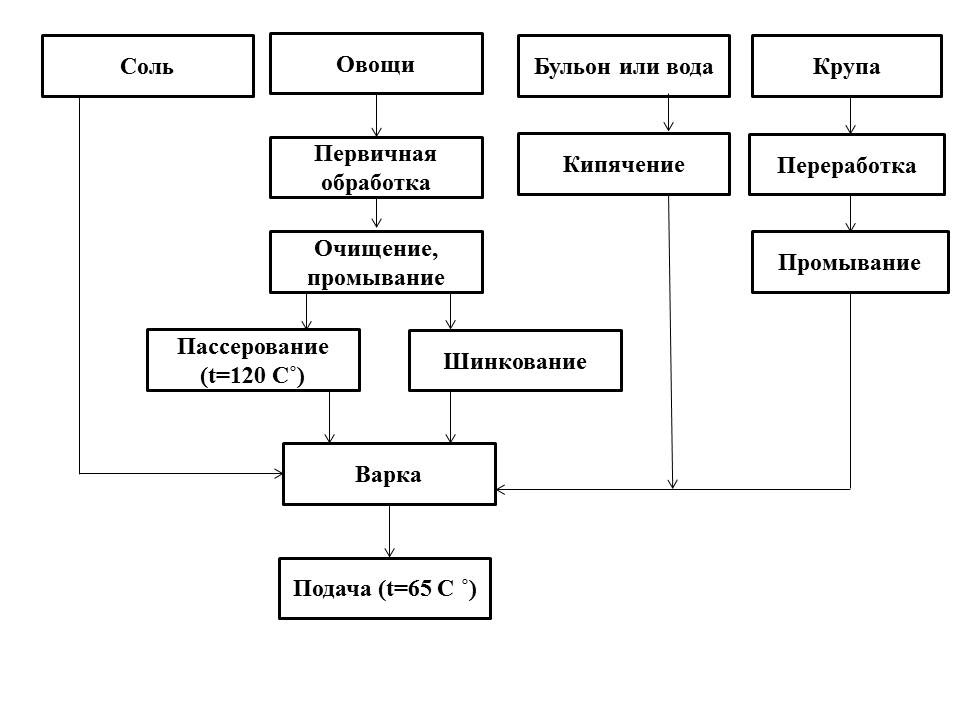 Соль
Овощи
Бульон или вода
Крупа
Первичная
обработка
Кипячение
Переработка
Очищение,
промывание
Промывание
Пассерование
(t=120 C˚)
Шинкование
Варка
Подача (t=65 C ˚)